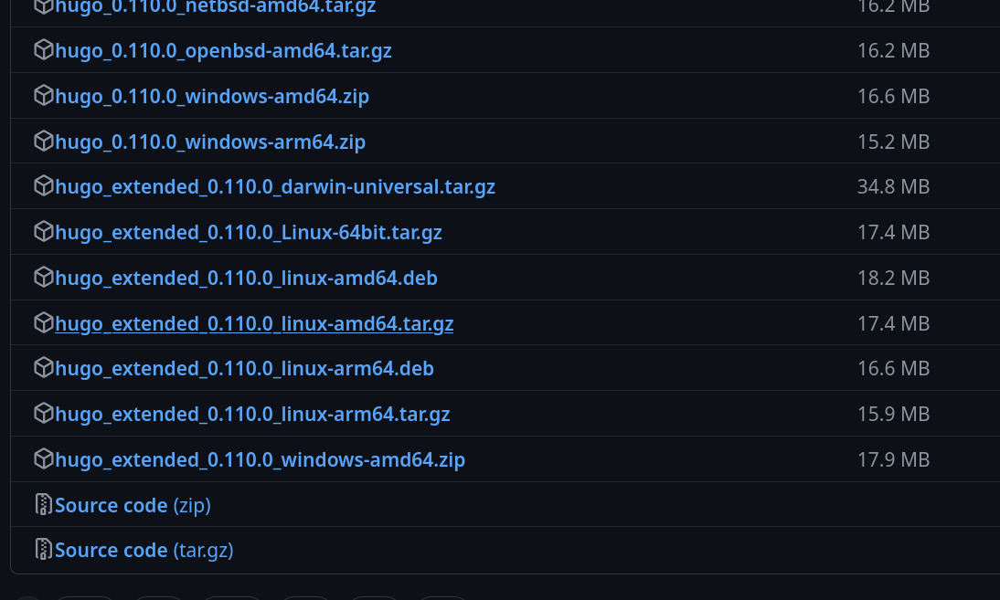 hugo_0.110.0_netbsd-amd64.tar.gz 16.2 MB
hugo_0.110.0_openbsd-amd64.tar.gz 16.2 MB
hugo_0.110.0_windows-amd64.zip 16.6 MB
hugo_0.110.0_windows-arm64.zip 15.2 MB
hugo_extended_0.110.0_darwin-universal.tar.gz 34.8 MB
hugo_extended_0.110.0_Linux-64bit.tar.gz 17.4 MB
hugo_extended_0.110.0_linux-amd64.deb 18.2 MB
hugo_extended_0.110.0_linux-amd64.tar.gz 17.4 MB
hugo_extended_0.110.0_linux-arm64.deb 16.6 MB
hugo_extended_0.110.0_linux-arm64.tar.gz 15.9 MB
hugo_extended_0.110.0_windows-amd64.zip 17.9 MB
Source code (zip)
Source code (tar.gz)